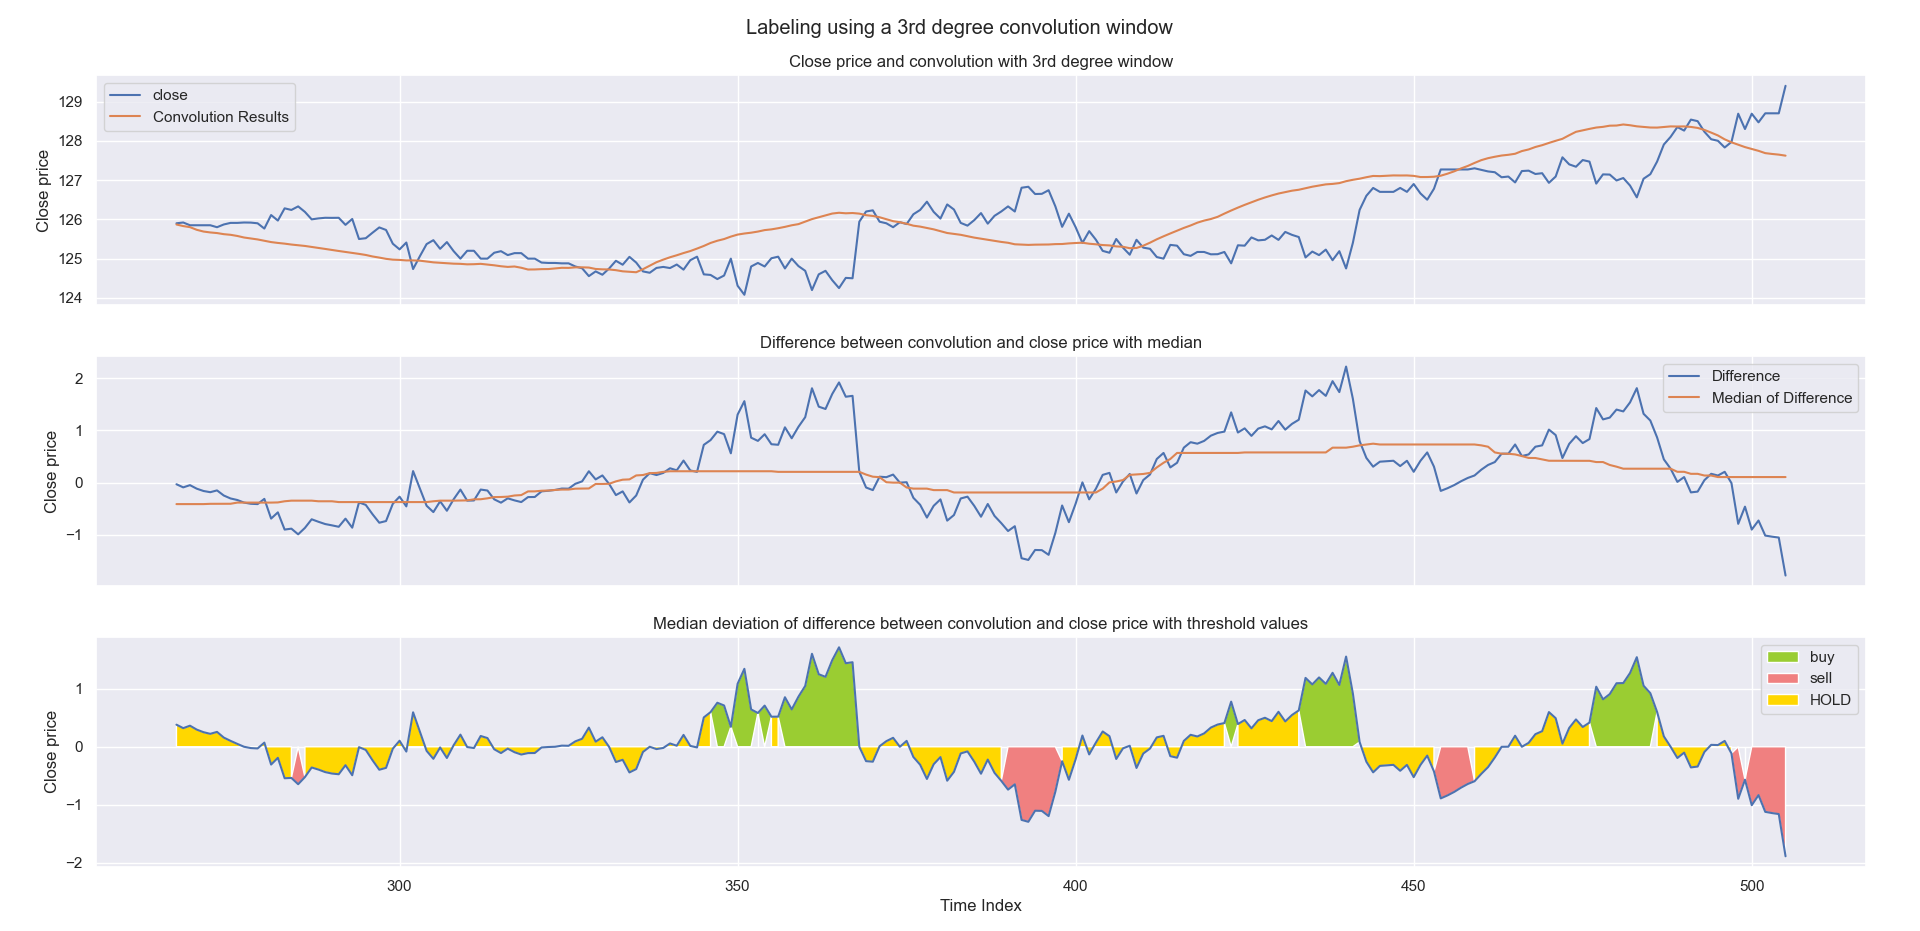 Labeling using a 3rd degree convolution window
Close price and convolution with 3rd degree window
close
Convolution Results
Close price
129
128
127
126
125
124
Difference between convolution and close price with median
Difference
Median of Difference
Close price
2
1
0
−1
Median deviation of difference between convolution and close price with threshold values
buy
sell
HOLD
Close price
1
0
−1
−2
300
350
400
450
500
Time Index